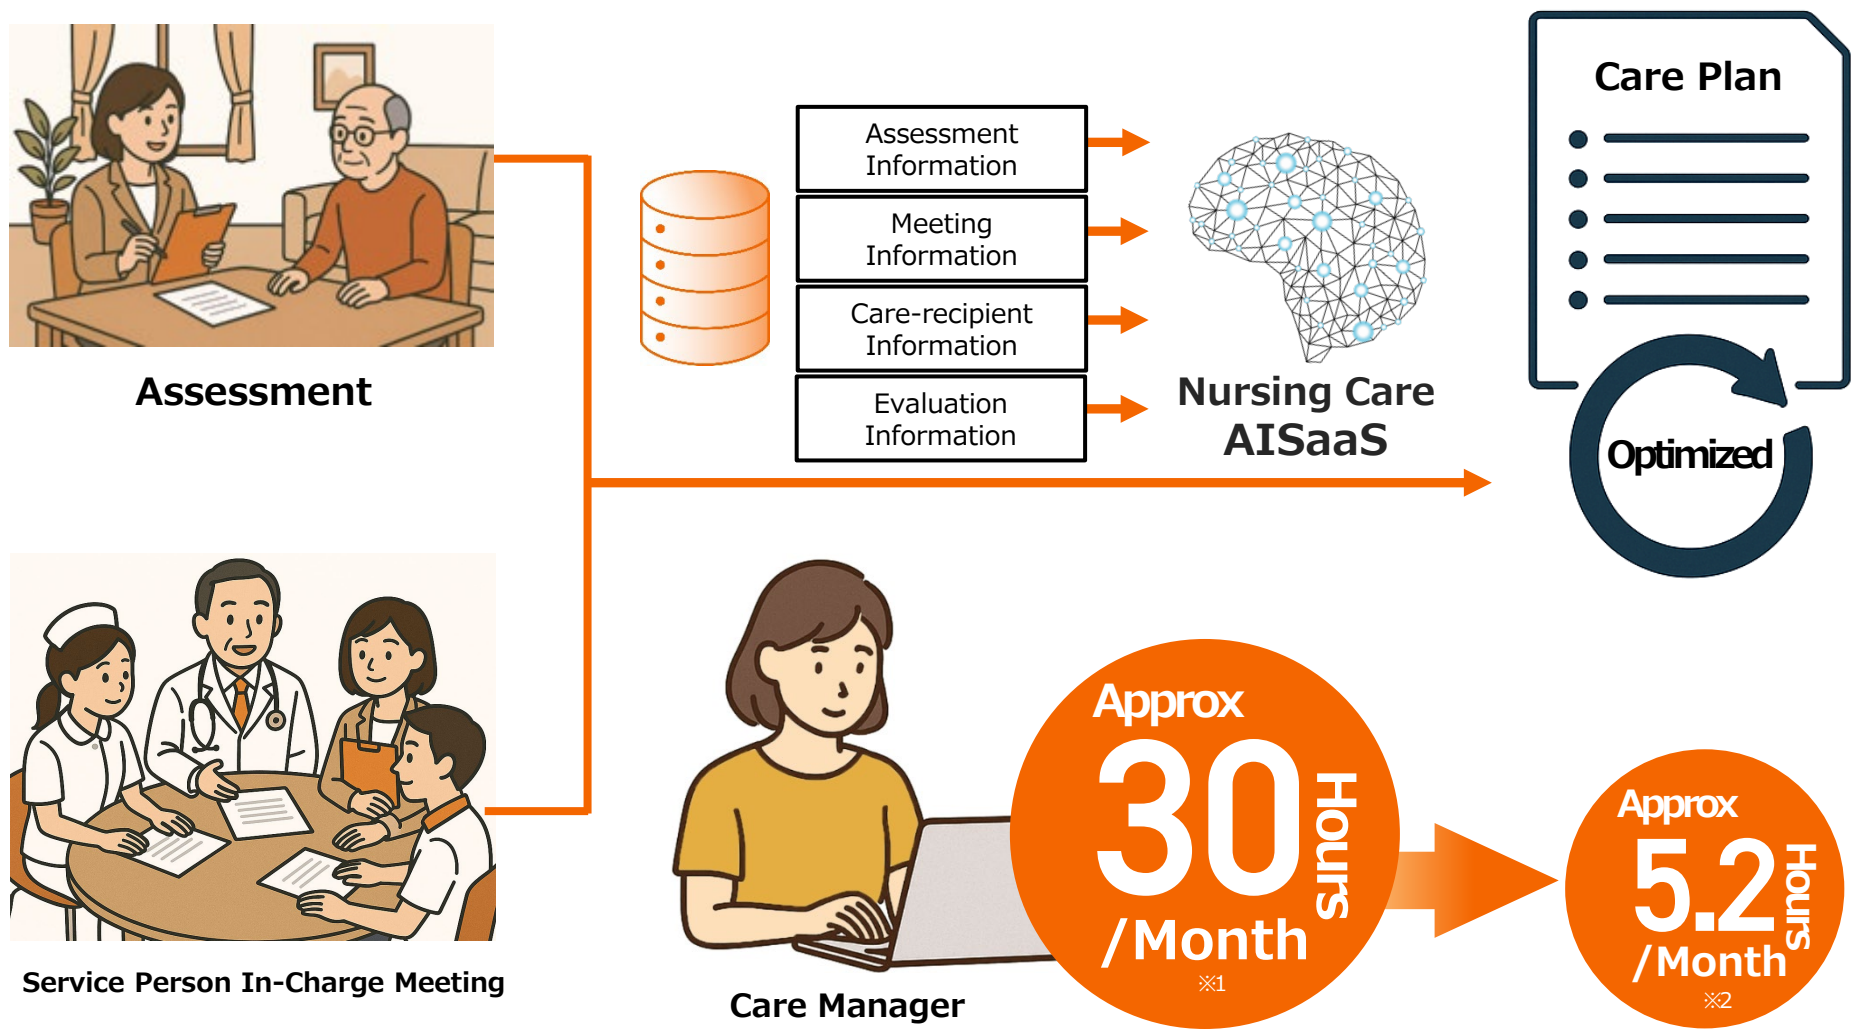 Assessment
Assessment
Information
Meeting
Information
Care-recipient
Information
Evaluation
Information
Nursing Care
AISaaS
Care Plan
Optimized
Service Person In-Charge Meeting
Care Manager
Approx
30
Hours
/Month
※1
Approx
5.2
Hours
/Month
※2